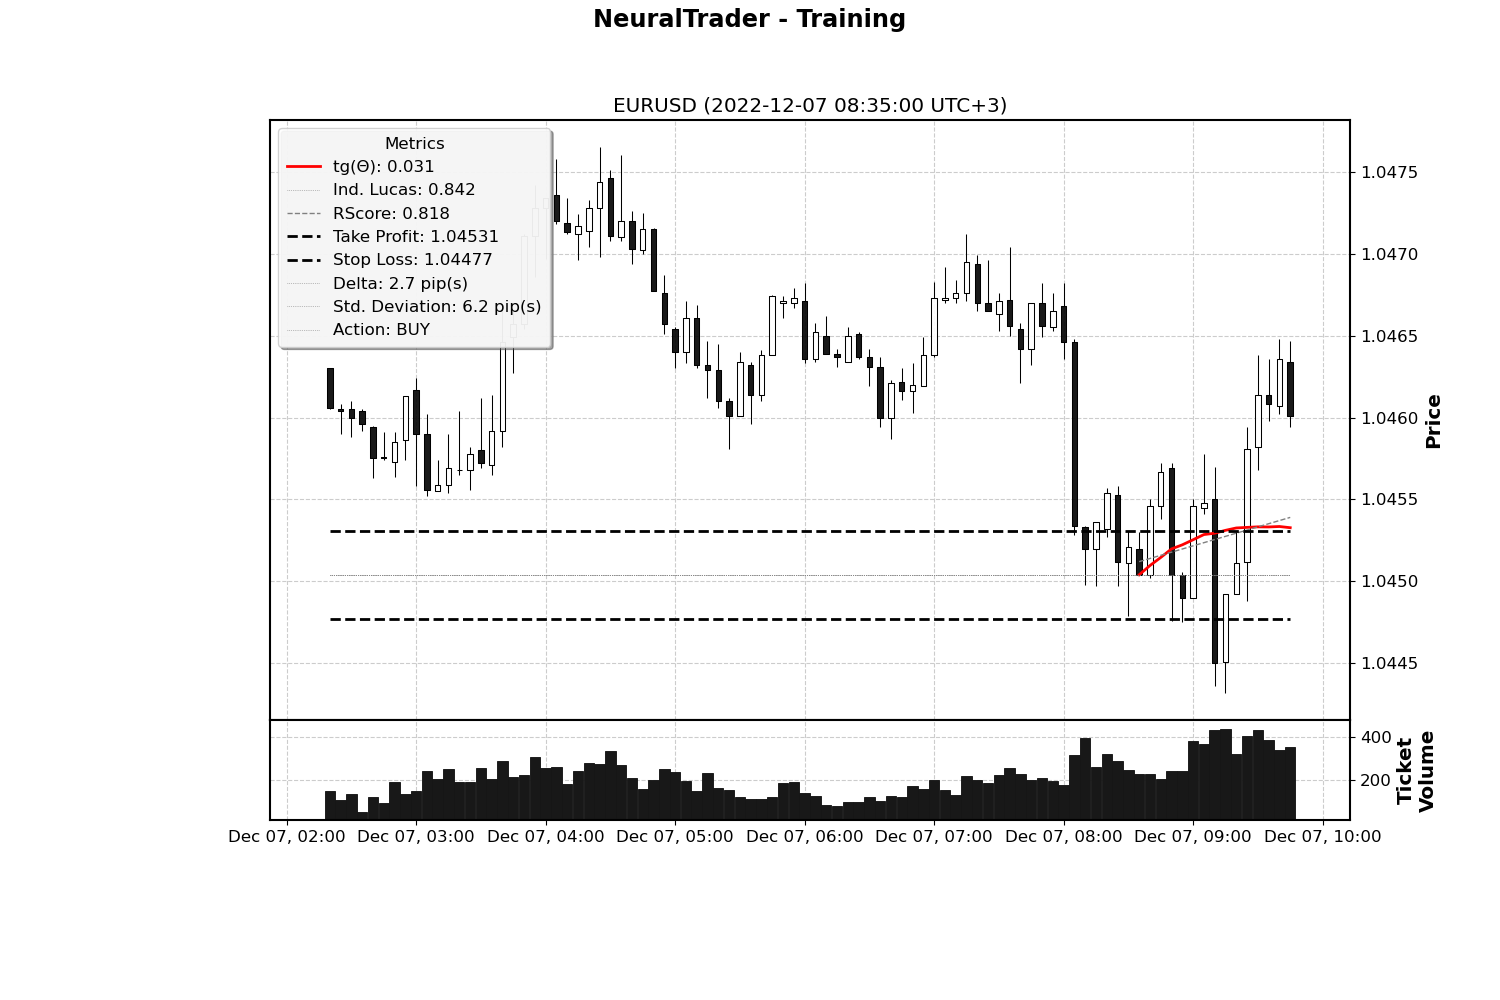 NeuralTrader - Training
EURUSD (2022-12-07 08:35:00 UTC+3)
Metrics
tg(Θ): 0.031
Ind. Lucas: 0.842
RScore: 0.818
Take Profit: 1.04531
Stop Loss: 1.04477
Delta: 2.7 pip(s)
Std. Deviation: 6.2 pip(s)
Action: BUY
1.0475
1.0470
1.0465
1.0460
1.0455
1.0450
1.0445
Price
400
200
Ticket
Volume
Dec 07, 02:00 Dec 07, 03:00 Dec 07, 04:00 Dec 07, 05:00 Dec 07, 06:00 Dec 07, 07:00 Dec 07, 08:00 Dec 07, 09:00 Dec 07, 10:00